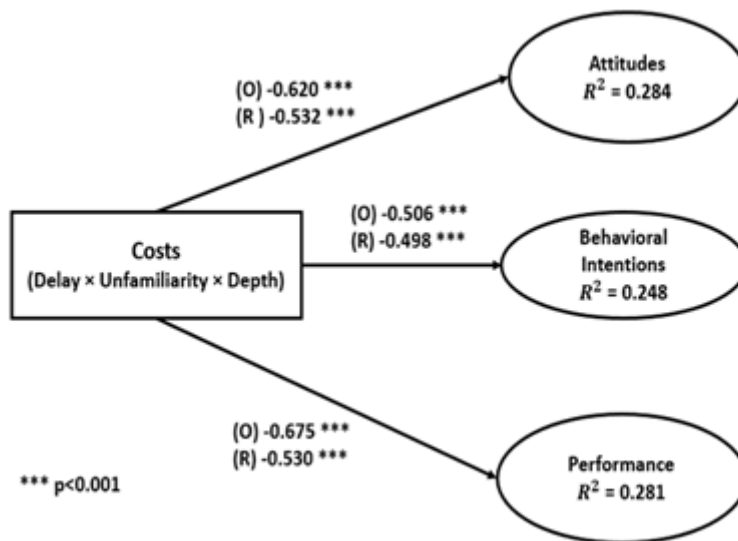 Attitudes
R² = 0.284
(O) -0.620 ***
(R ) -0.532 ***
(O) -0.506 ***
(R) -0.498 ***
Behavioral
Intentions
R² = 0.248
Costs
(Delay × Unfamiliarity × Depth)
(O) -0.675 ***
(R) -0.530 ***
Performance
R² = 0.281
*** p<0.001